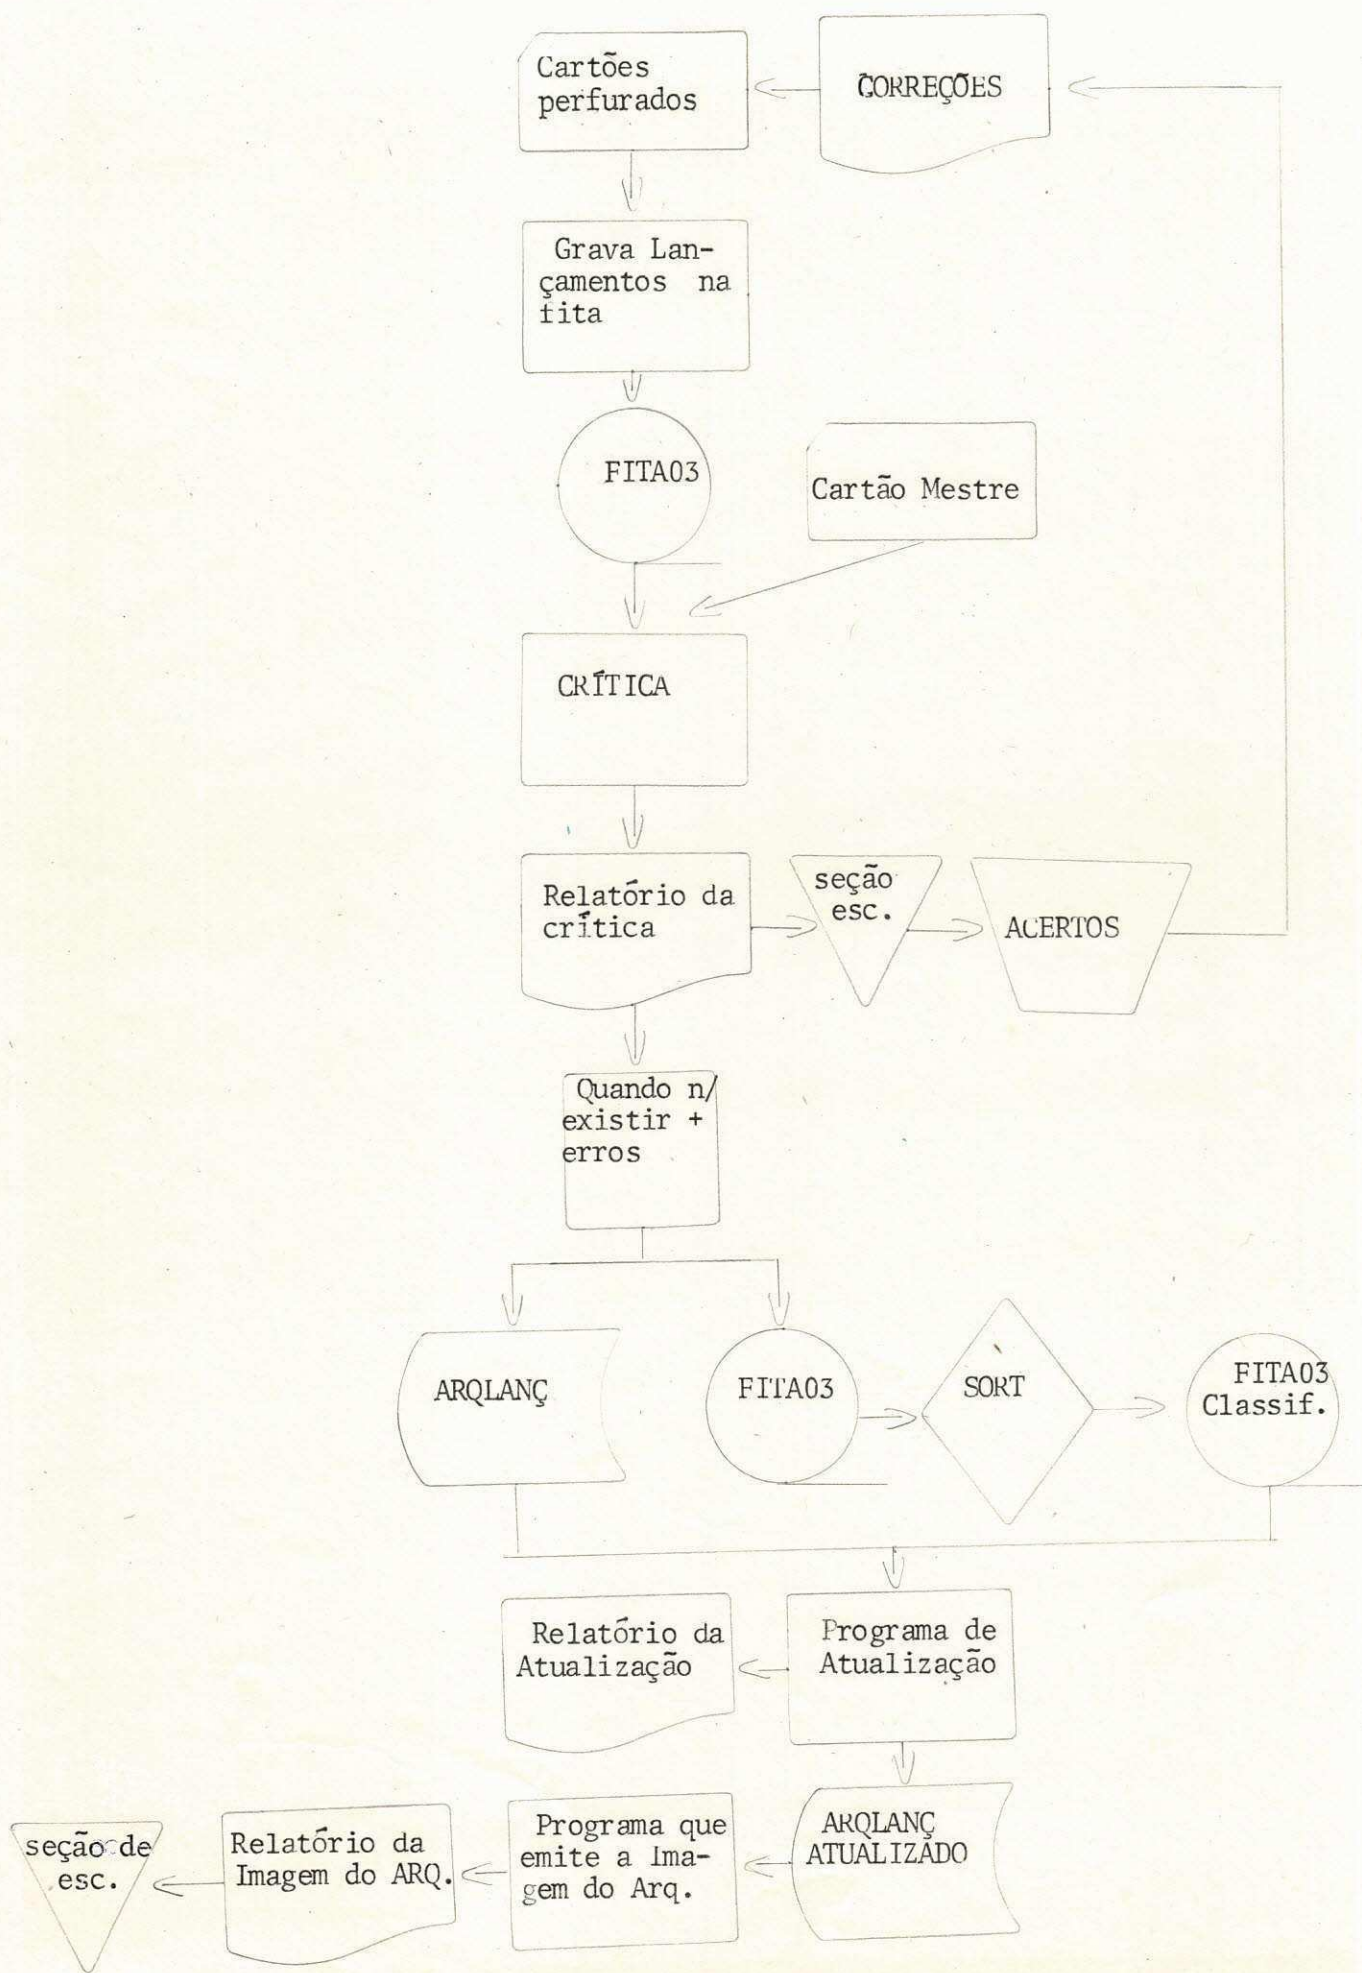 Cartões
perfurados
CORREÇÕES
Grava Lan-
çamentos na
fita
FITA03
Cartão Mestre
CRÍTICA
Relatório da
crítica
seção
esc.
ACERTOS
Quando n/
existir +
erros
ARQLANÇ
FITA03
SORT
FITA03
Classif.
Relatório da
Atualização
Programa de
Atualização
seção de
esc.
Relatório da
Imagem do ARQ.
Programa que
emite a Ima-
gem do Arq.
ARQLANÇ
ATUALIZADO